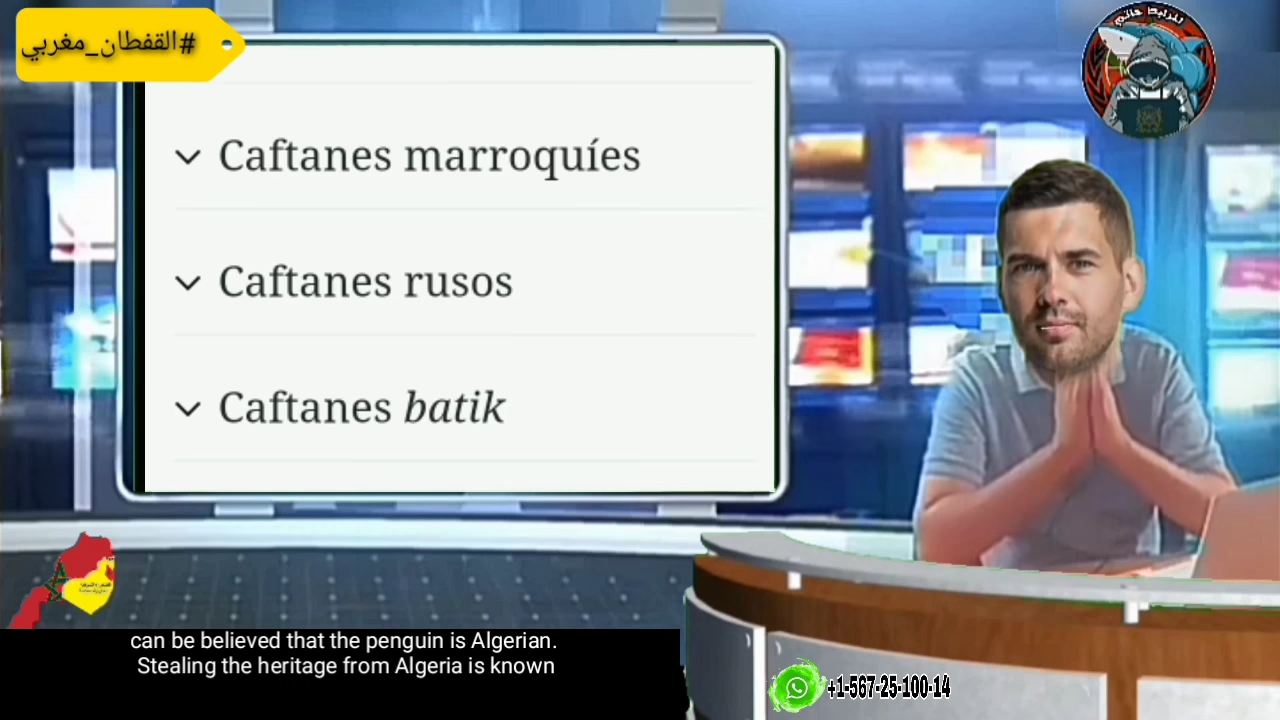 #القفطان_مغربي
Caftanes marroquíes
Caftanes rusos
Caftanes batik
can be believed that the penguin is Algerian.
Stealing the heritage from Algeria is known
+1-567-25-100-14